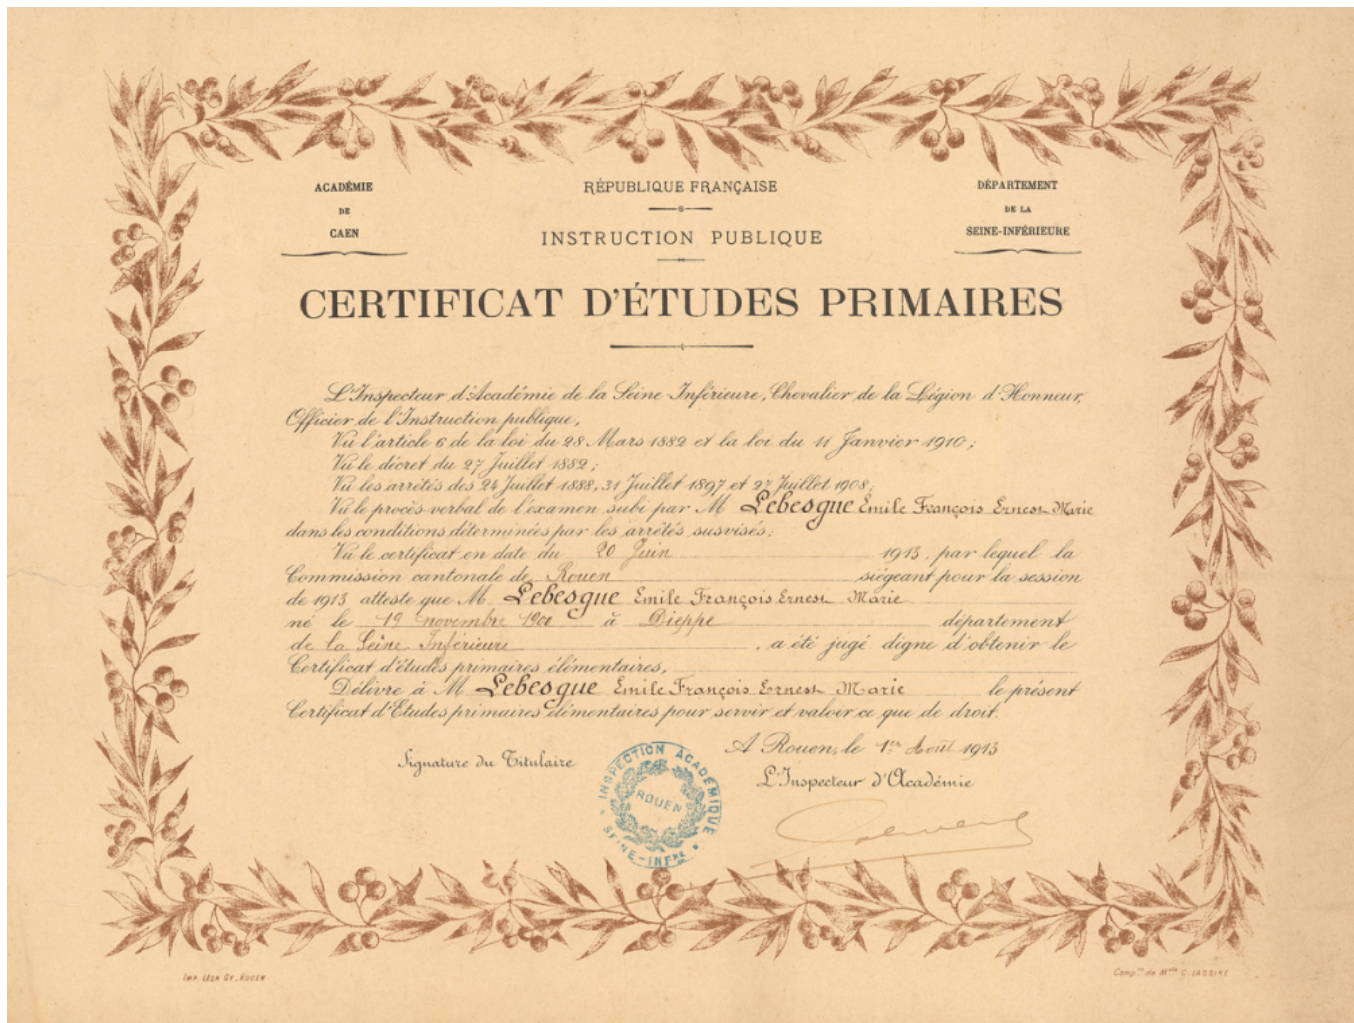 ACADÉMIE
DE
CAEN
RÉPUBLIQUE FRANÇAISE
INSTRUCTION PUBLIQUE
DÉPARTEMENT
DE LA
SEINE-INFÉRIEURE
CERTIFICAT D'ÉTUDES PRIMAIRES
L'Inspecteur d'Académie de la Seine Inférieure, Chevalier de la Légion d'Honneur,
Officier de l'Instruction publique,
Vu l'article 6 de la loi du 28 Mars 1882 et la loi du 11 Janvier 1910;
Vu le décret du 27 Juillet 1882;
Vu les arrêtés des 24 Juillet 1888, 31 Juillet 1897 et 27 Juillet 1908;
Vu le procès-verbal de l'examen subi par M Lebesgue Emile François Ernest Marie
dans les conditions déterminées par les arrêtés susvisés;
Vu le certificat en date du 20 Juin 1913, par lequel la
Commission cantonale de Rouen siégeant pour la session
de 1913 atteste que M. Lebesgue Emile François Ernest Marie
né le 19 novembre 1900 à Dieppe département
de la Seine Inférieure, a été jugé digne d'obtenir le
Certificat d'études primaires élémentaires,
Délivre à M Lebesgue Emile François Ernest Marie le présent
Certificat d'Etudes primaires élémentaires pour servir et valoir ce que de droit.
A Rouen, le 1er Août 1913
Signature du Titulaire
L'Inspecteur d'Académie
INSPECTION ACADÉMIQUE
ROUEN
SEINE-INFRE
IMP. LÉON GY, ROUEN
Comp.on de Mlle C.